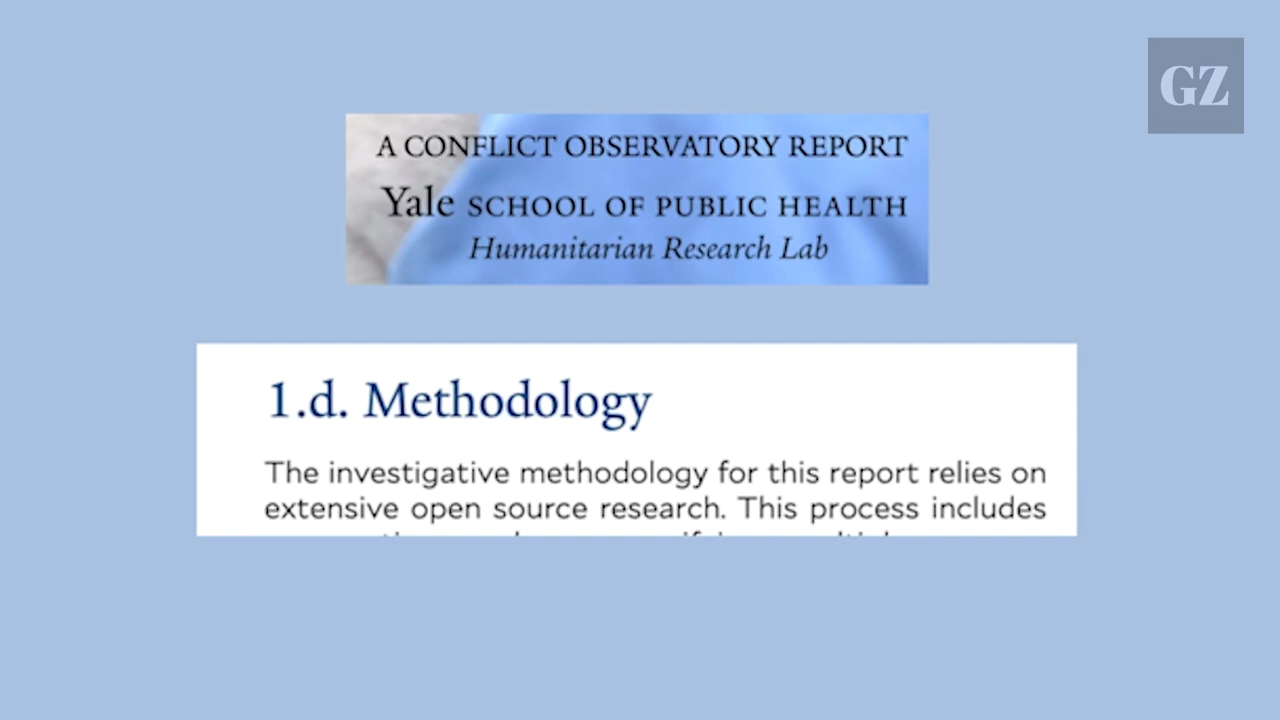 GZ
A CONFLICT OBSERVATORY REPORT
Yale SCHOOL OF PUBLIC HEALTH
Humanitarian Research Lab
1.d. Methodology
The investigative methodology for this report relies on
extensive open source research. This process includes